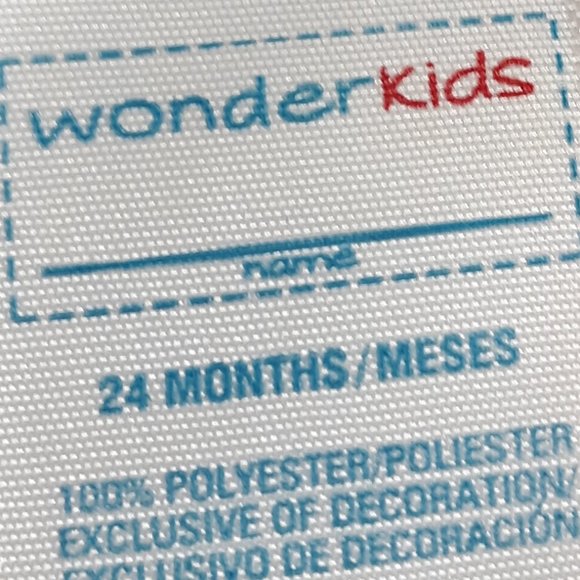 wonderkids
name
24 MONTHS/MESES
100% POLYESTER/POLIESTER
EXCLUSIVE OF DECORATION/
EXCLUSIVO DE DECORACIÓN